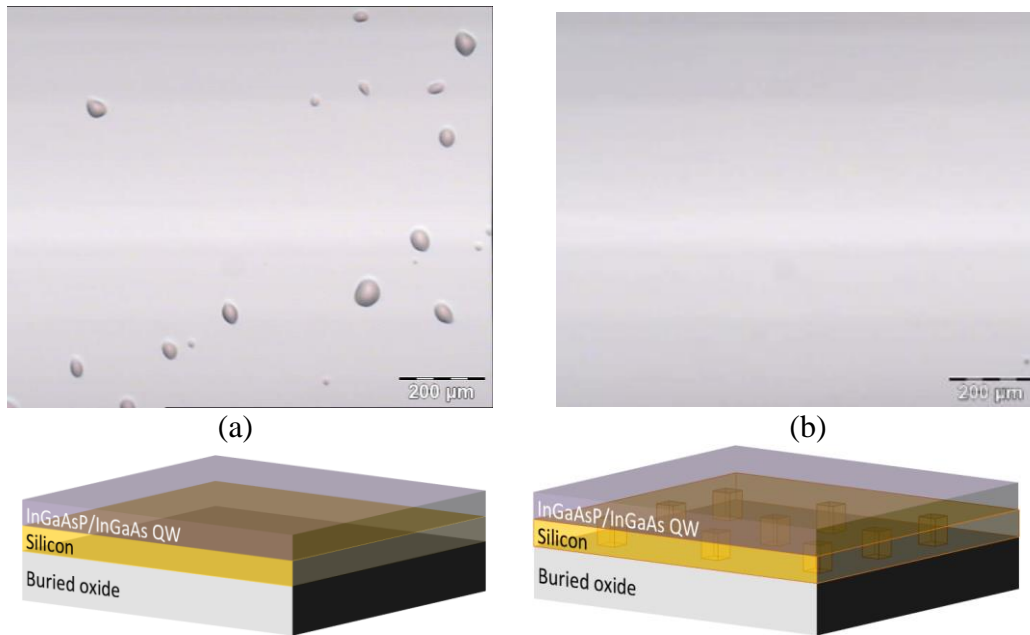 200 µm
200 µm
(a)
(b)
InGaAsP/InGaAs QW
Silicon
Buried oxide
InGaAsP/InGaAs QW
Silicon
Buried oxide